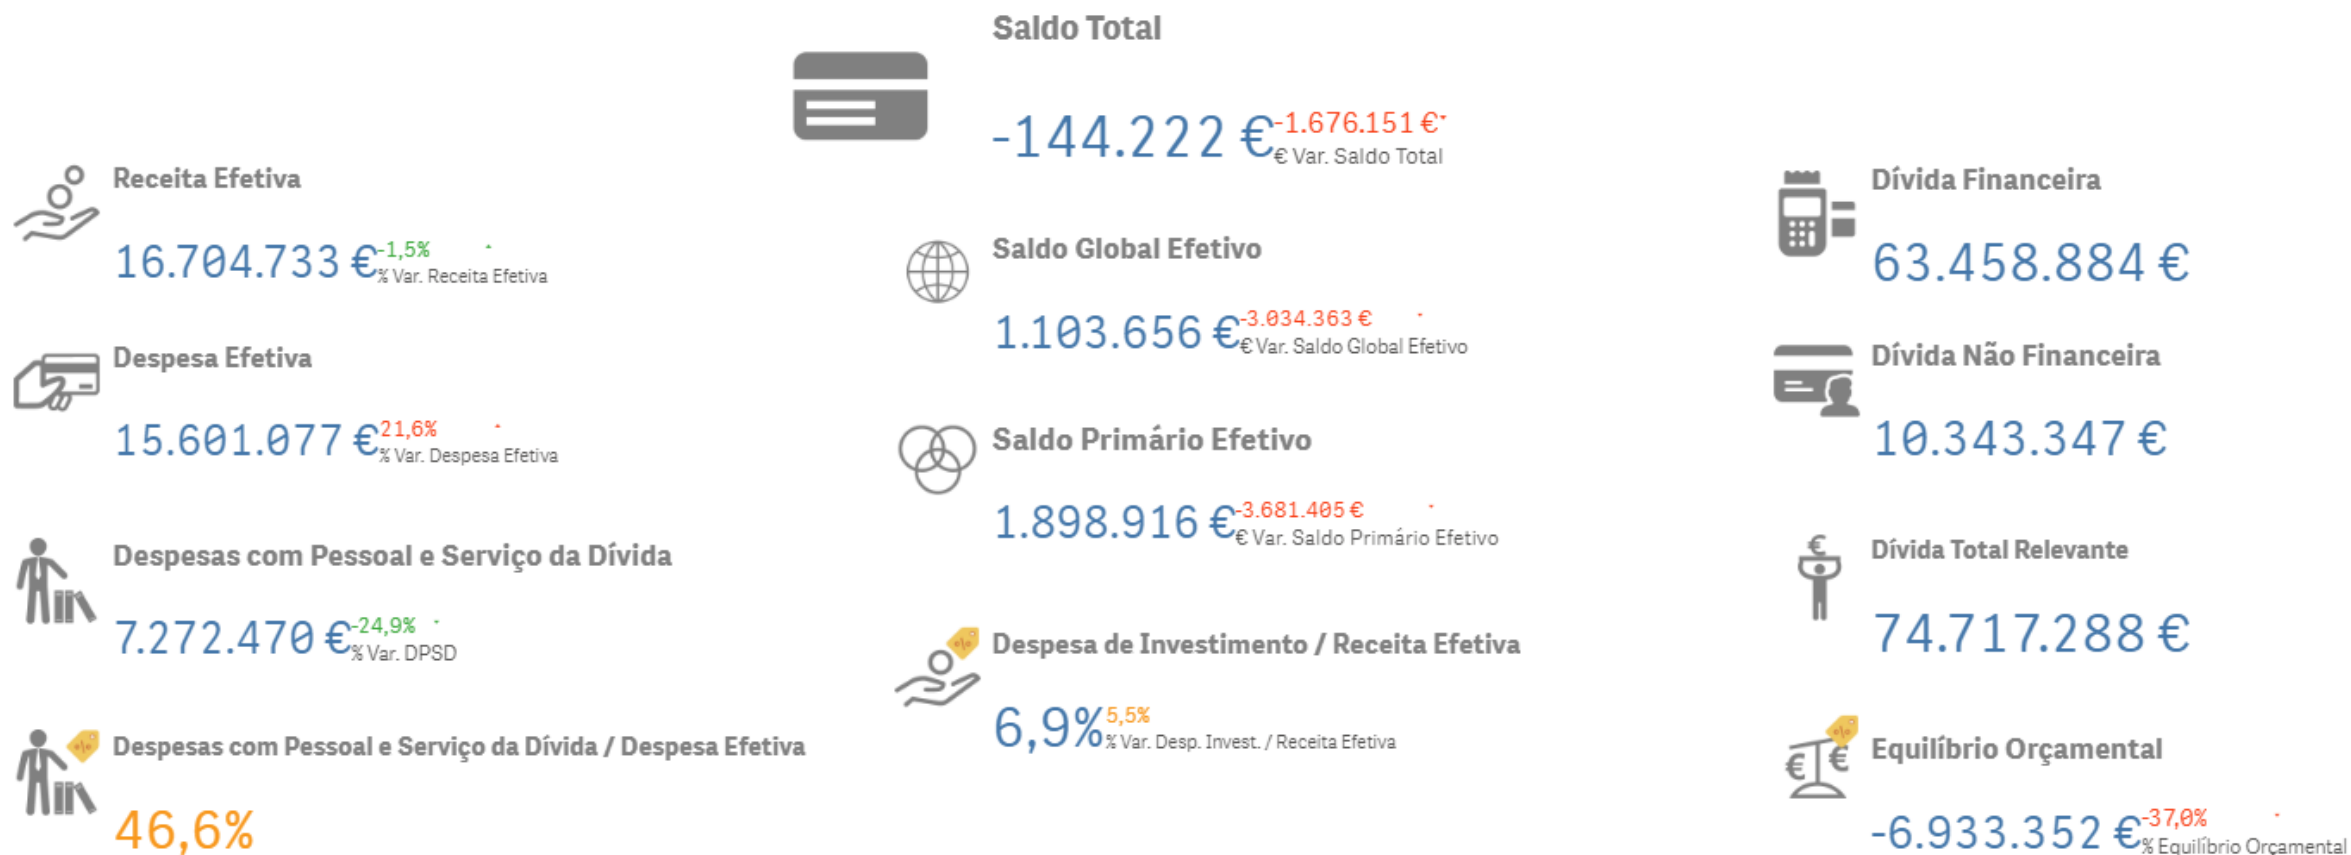 Saldo Total
-144.222 €
-1.676.151 €
€ Var. Saldo Total
Receita Efetiva
16.704.733 €
-1,5%
% Var. Receita Efetiva
Despesa Efetiva
15.601.077 €
21,6%
% Var. Despesa Efetiva
Despesas com Pessoal e Serviço da Dívida
7.272.470 €
-24,9%
% Var. DPSD
%
Despesas com Pessoal e Serviço da Dívida / Despesa Efetiva
46,6%
Saldo Global Efetivo
1.103.656 €
-3.034.363 €
€ Var. Saldo Global Efetivo
Saldo Primário Efetivo
1.898.916 €
-3.681.405 €
€ Var. Saldo Primário Efetivo
%
Despesa de Investimento / Receita Efetiva
6,9%
5,5%
% Var. Desp. Invest. / Receita Efetiva
Dívida Financeira
63.458.884 €
Dívida Não Financeira
10.343.347 €
€
Dívida Total Relevante
74.717.288 €
%
€ €
Equilíbrio Orçamental
-6.933.352 €
-37,0%
% Equilíbrio Orçamental